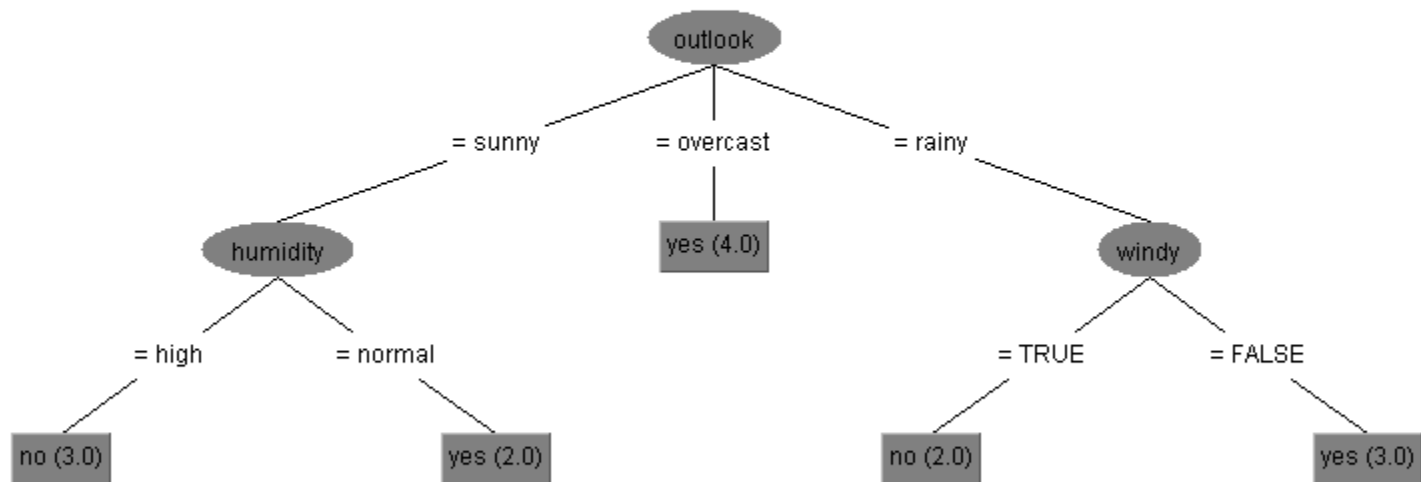 outlook
= sunny
= overcast
= rainy
humidity
yes (4.0)
windy
= high
= normal
= TRUE
= FALSE
no (3.0)
yes (2.0)
no (2.0)
yes (3.0)